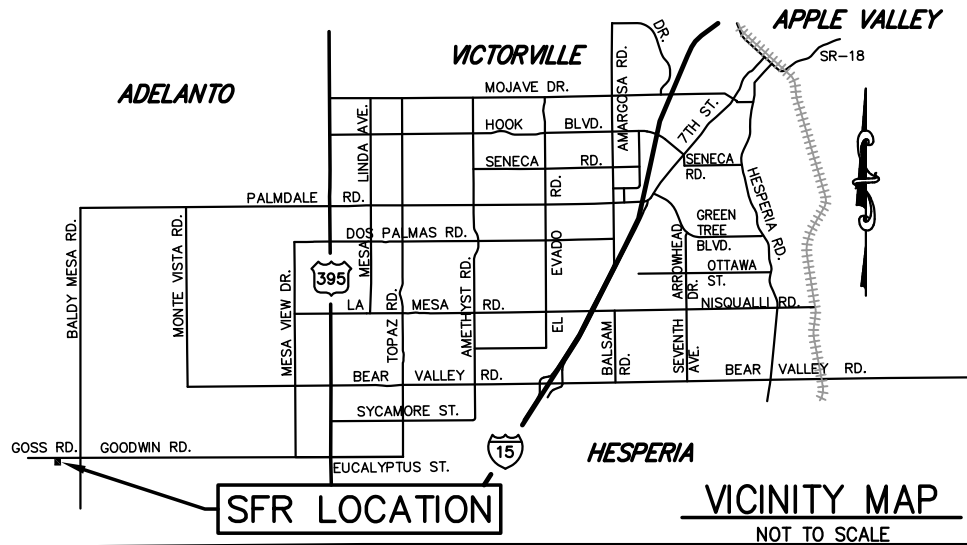 APPLE VALLEY
VICTORVILLE
ADELANTO
HESPERIA
SR-18
DR.
MOJAVE DR.
HOOK BLVD.
SENECA RD.
SENECA
RD.
AMARGOSA RD.
7TH ST.
HESPERIA RD.
LINDA AVE.
MESA
PALMDALE RD.
DOS PALMAS RD.
GREEN
TREE
BLVD.
OTTAWA
ST.
ARROWHEAD
DR.
NISQUALLI RD.
BALDY MESA RD.
MONTE VISTA RD.
MESA VIEW DR.
395
LA MESA RD.
TOPAZ RD.
AMETHYST RD.
EL EVADO RD.
BALSAM
RD.
SEVENTH
AVE.
BEAR VALLEY RD.
BEAR VALLEY RD.
SYCAMORE ST.
GOSS RD.
GOODWIN RD.
EUCALYPTUS ST.
15
SFR LOCATION
VICINITY MAP
NOT TO SCALE